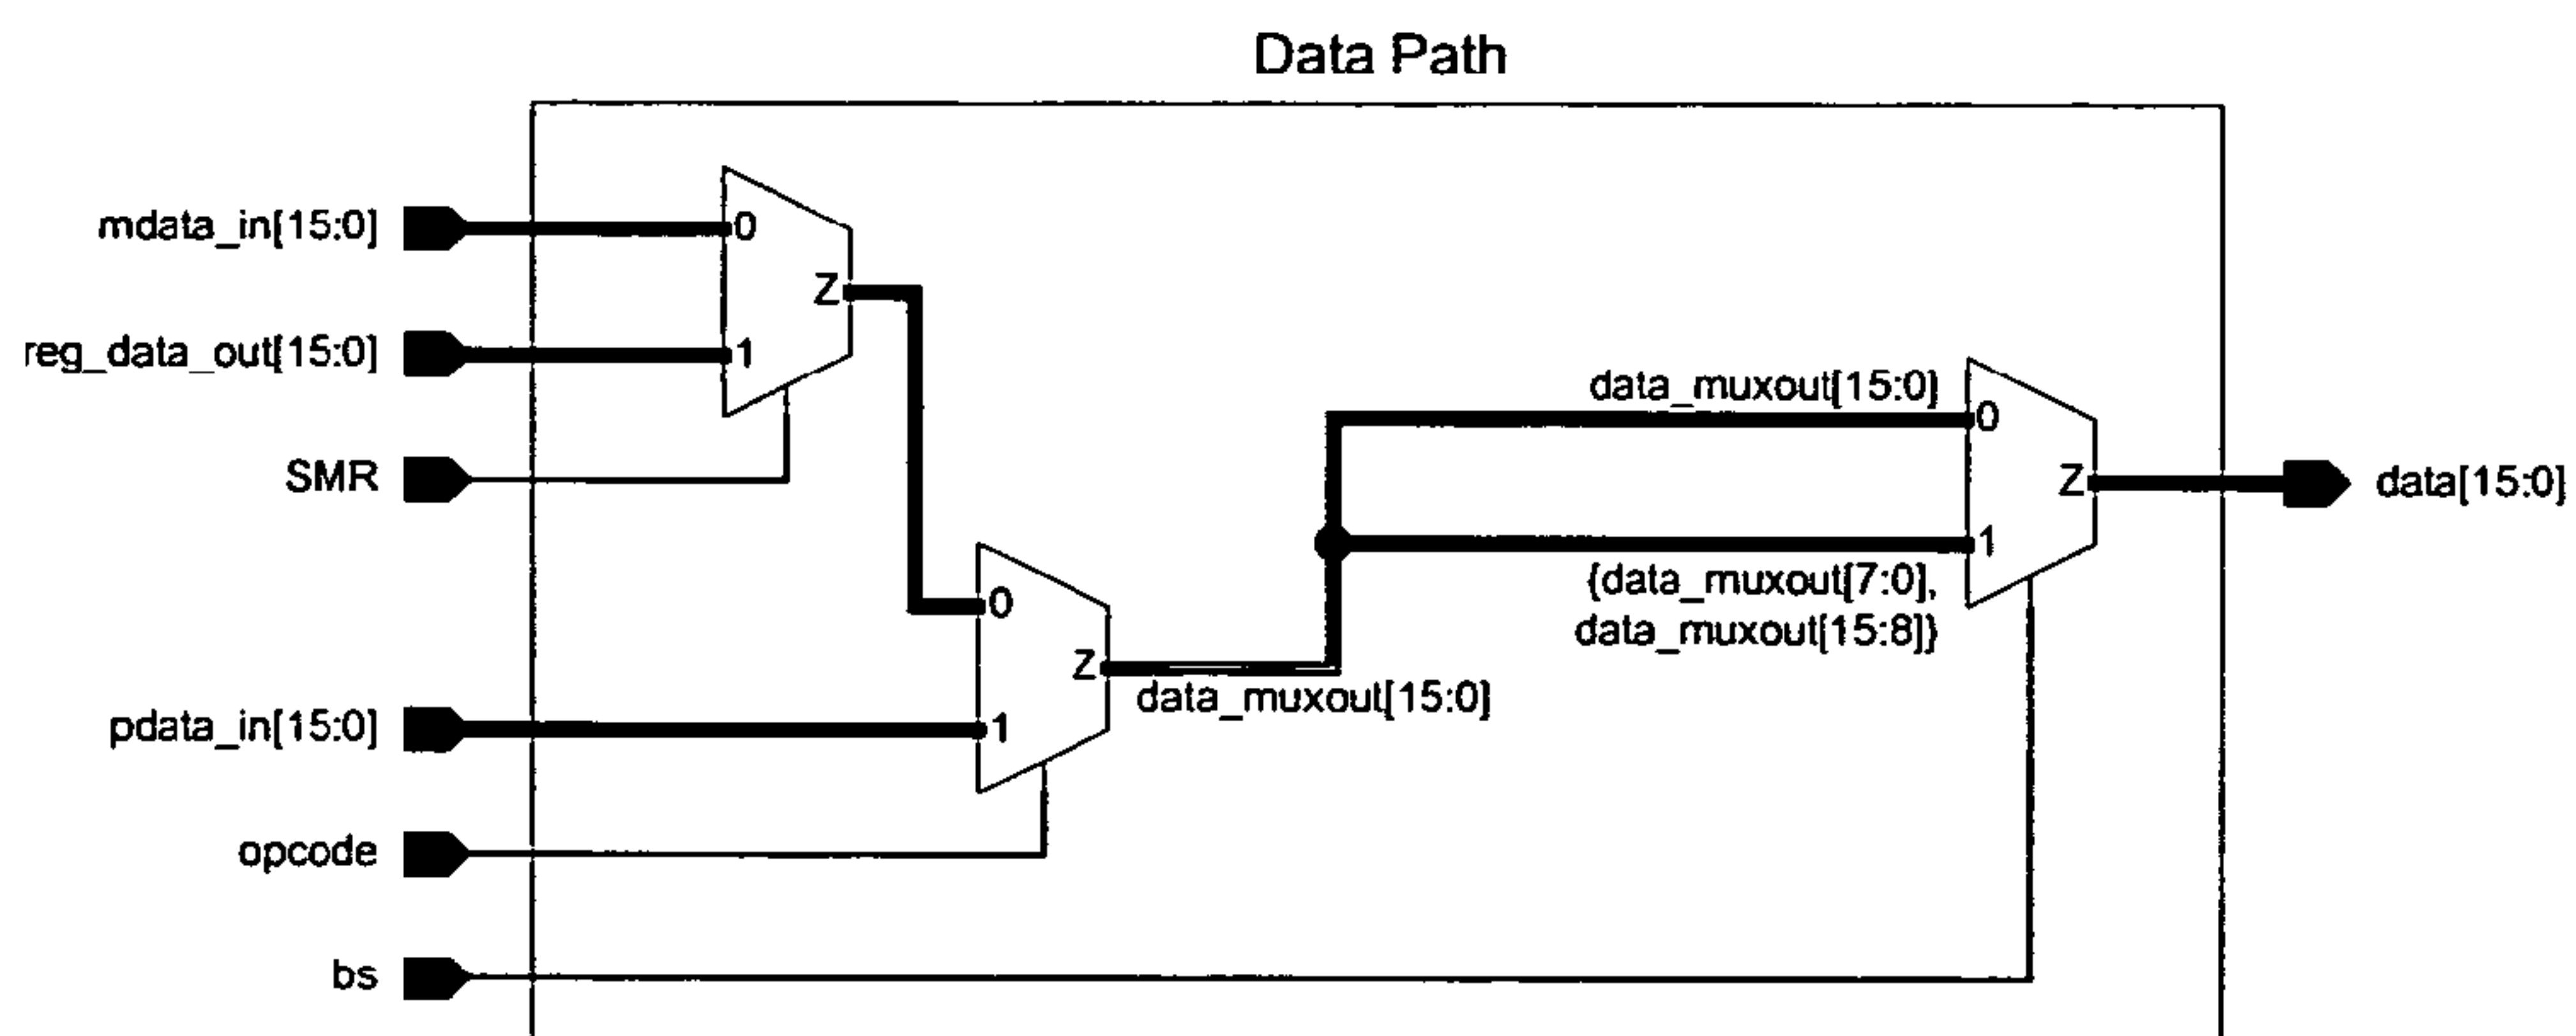 Data Path
mdata_in[15:0]
0
Z
reg_data_out[15:0]
1
SMR
data_muxout[15:0]
0
Z
data[15:0]
1
{data_muxout[7:0],
data_muxout[15:8]}
0
Z
data_muxout[15:0]
pdata_in[15:0]
1
opcode
bs